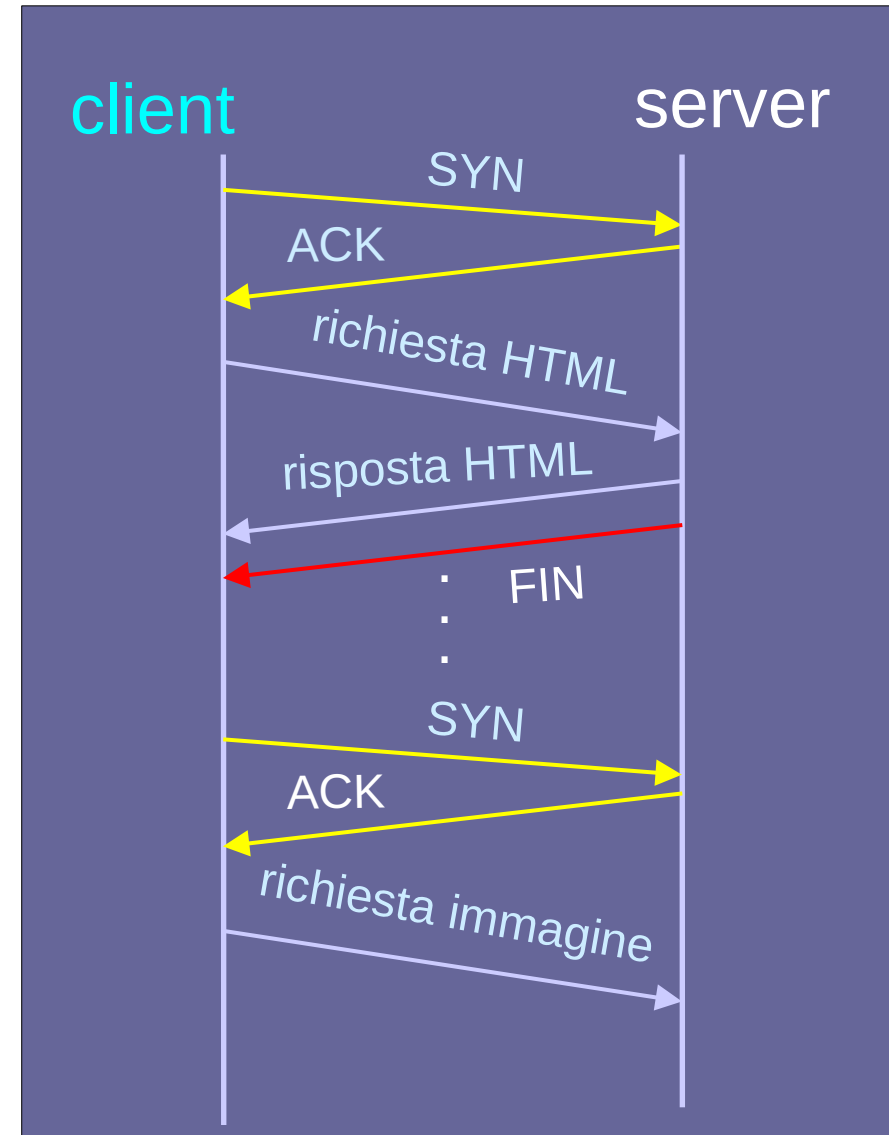 client
server
SYN
ACK
richiesta HTML
risposta HTML
FIN
.
.
.
SYN
ACK
richiesta immagine